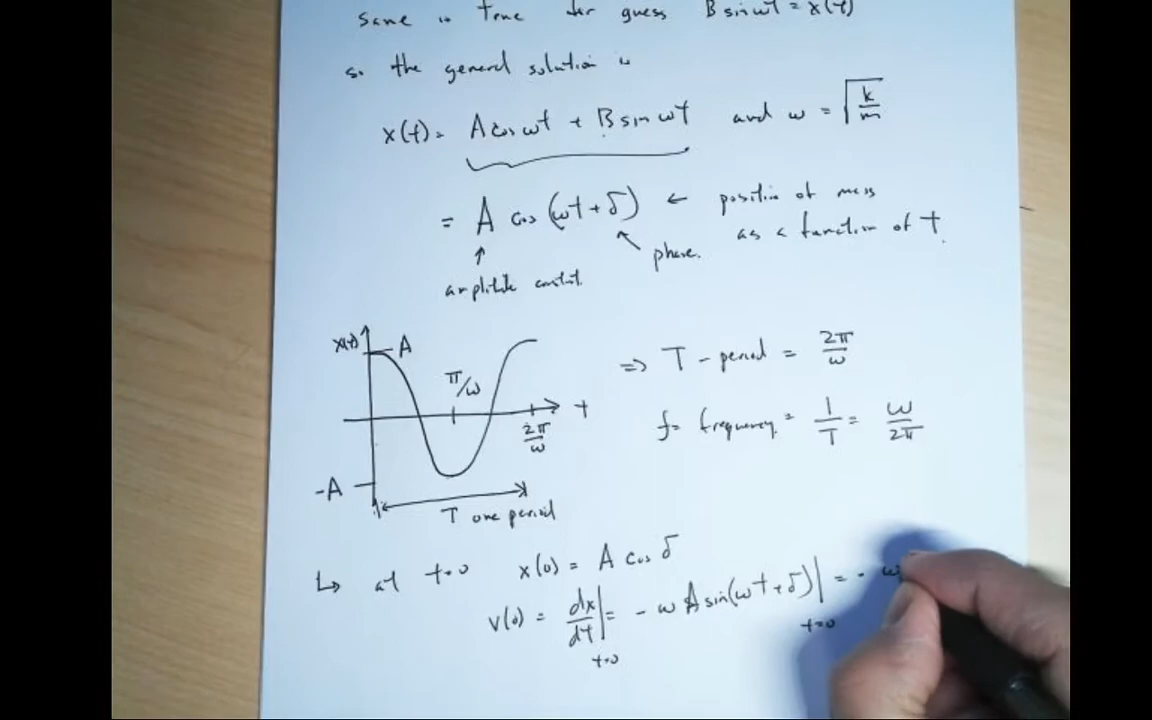 same is true for guess B sin ωt = x(t)
so the general solution is
x(t) = A cos ωt + B sin ωt and ω = √(k/m)
= A cos (ωt + δ) ← position of mass
as a function of t.
phase.
amplitude constant.
x(t) A
π/ω
t
2π/ω
-A
T one period
⇒ T - period = 2π/ω
f = frequency = 1/T = ω/2π
↳ at t=0 x(0) = A cos δ
v(0) = dx/dt |t=0 = - ω A sin(ωt + δ) |t=0 = - ω